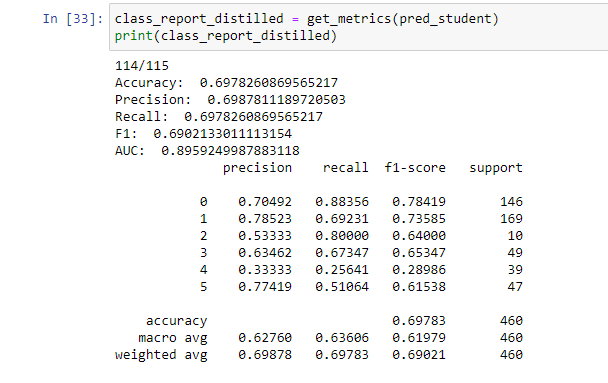 In [33]: class_report_distilled = get_metrics(pred_student)
print(class_report_distilled)
114/115
Accuracy: 0.6978260869565217
Precision: 0.6987811189720503
Recall: 0.6978260869565217
F1: 0.6902133011113154
AUC: 0.8959249987883118
precision recall f1-score support
0 0.70492 0.88356 0.78419 146
1 0.78523 0.69231 0.73585 169
2 0.53333 0.80000 0.64000 10
3 0.63462 0.67347 0.65347 49
4 0.33333 0.25641 0.28986 39
5 0.77419 0.51064 0.61538 47
accuracy 0.69783 460
macro avg 0.62760 0.63606 0.61979 460
weighted avg 0.69878 0.69783 0.69021 460